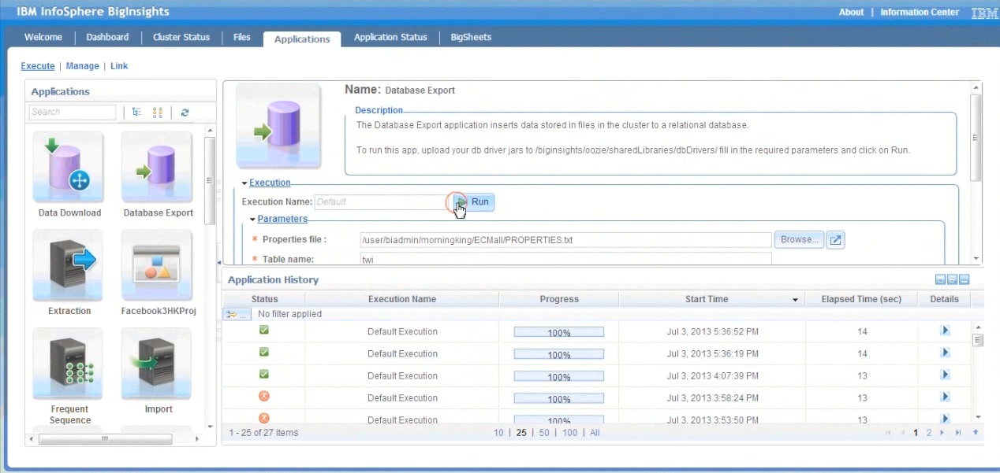 IBM InfoSphere BigInsights
About | Information Center IBM
Welcome Dashboard Cluster Status Files Applications Application Status BigSheets
Execute | Manage | Link
Applications
Search
Data Download Database Export
Extraction Facebook3HKProj
Frequent Sequence Import
Name: Database Export
Description
The Database Export application inserts data stored in files in the cluster to a relational database.
To run this app, upload your db driver jars to /biginsights/oozie/sharedLibraries/dbDrivers/ fill in the required parameters and click on Run.
Execution
Execution Name: Default Run
Parameters
* Properties file : /user/biadmin/morningking/ECMall/PROPERTIES.txt Browse...
* Table name: twi
Application History
Status Execution Name Progress Start Time Elapsed Time (sec) Details
... No filter applied
Default Execution 100% Jul 3, 2013 5:36:52 PM 14
Default Execution 100% Jul 3, 2013 5:36:19 PM 14
Default Execution 100% Jul 3, 2013 4:07:39 PM 13
Default Execution 100% Jul 3, 2013 3:58:24 PM 13
Default Execution 100% Jul 3, 2013 3:53:50 PM 13
1 - 25 of 27 items 10 | 25 | 50 | 100 | All 1 2